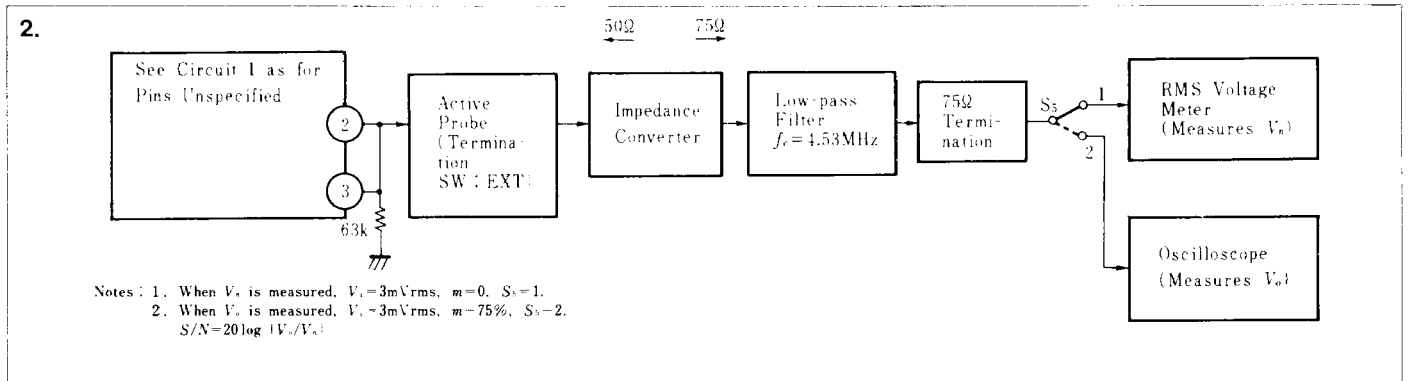 2.
50Ω 75Ω
See Circuit 1 as for
Pins Unspecified
2
3
63k
Active
Probe
(Termina-
tion
SW : EXT)
Impedance
Converter
Low-pass
Filter
fc=4.53MHz
75Ω
Termi-
nation
S5
1
2
RMS Voltage
Meter
(Measures Vn)
Oscilloscope
(Measures Vo)
Notes : 1. When Vn is measured, Vi=3mVrms, m=0, S5=1.
2. When Vo is measured, Vi=3mVrms, m=75%, S5=2.
S/N=20log (Vo/Vn)